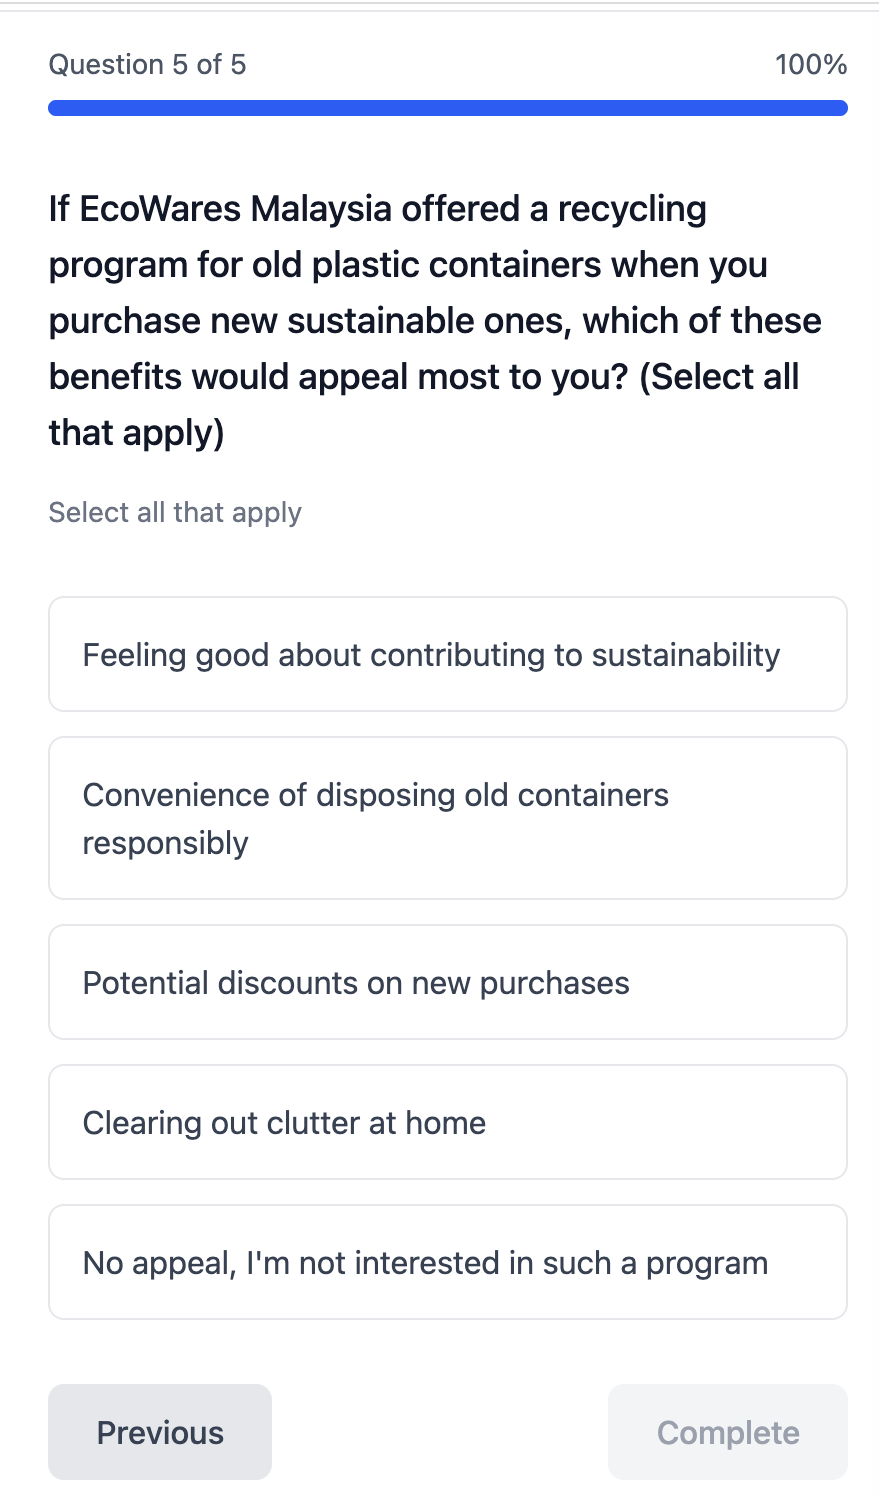 Question 5 of 5
100%
If EcoWares Malaysia offered a recycling
program for old plastic containers when you
purchase new sustainable ones, which of these
benefits would appeal most to you? (Select all
that apply)
Select all that apply
Feeling good about contributing to sustainability
Convenience of disposing old containers
responsibly
Potential discounts on new purchases
Clearing out clutter at home
No appeal, I'm not interested in such a program
Previous
Complete